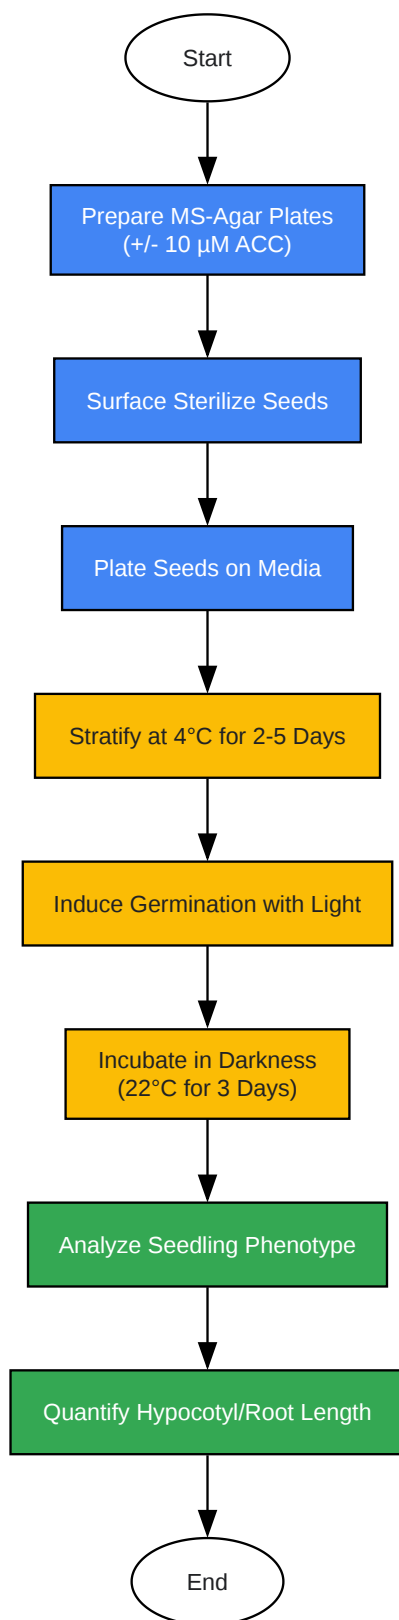 Start
Prepare MS-Agar Plates
(+/- 10 µM ACC)
Surface Sterilize Seeds
Plate Seeds on Media
Stratify at 4°C for 2-5 Days
Induce Germination with Light
Incubate in Darkness
(22°C for 3 Days)
Analyze Seedling Phenotype
Quantify Hypocotyl/Root Length
End